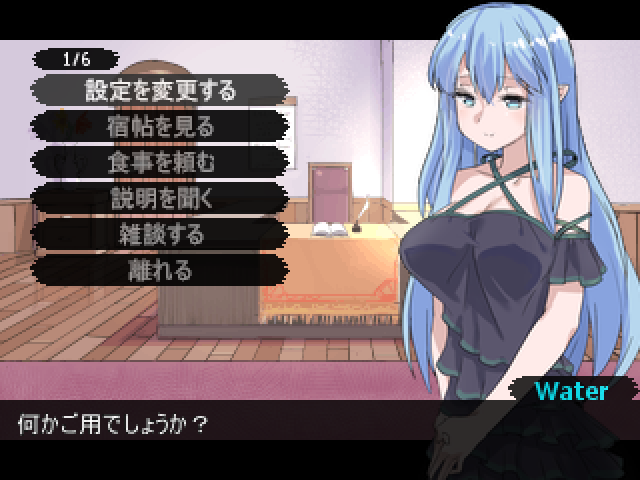 1/6
設定を変更する
宿帖を見る
食事を頼む
説明を聞く
雑談する
離れる
Water
何かご用でしょうか？